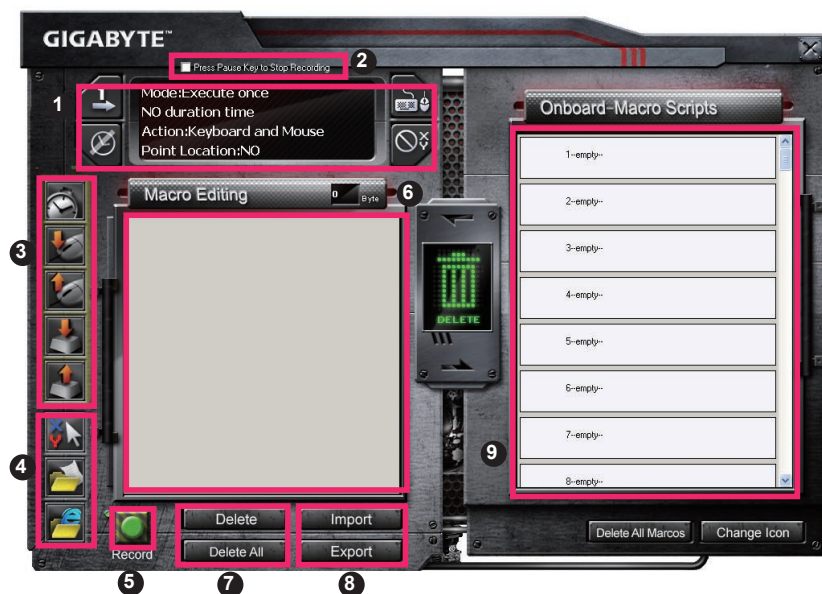 GIGABYTE™
Press Pause Key to Stop Recording
2
1
1
Mode:Execute once
NO duration time
Action:Keyboard and Mouse
Point Location:NO
X
Y
Onboard-Macro Scripts
Macro Editing
0
Byte
6
1--empty--
2--empty--
3
3--empty--
4--empty--
DELETE
5--empty--
6--empty--
4
X
Y
7--empty--
9
8--empty--
Record
Delete
Import
Delete All
Export
Delete All Marcos
Change Icon
5
7
8